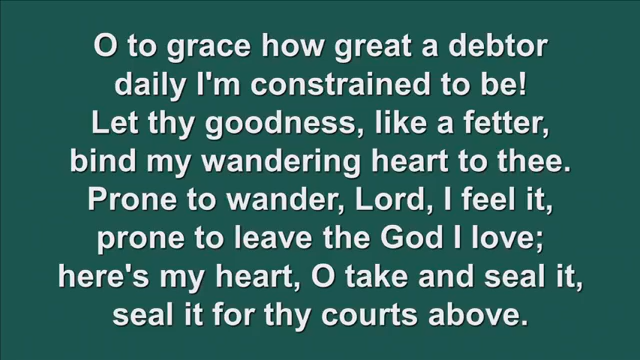 O to grace how great a debtor
daily I'm constrained to be!
Let thy goodness, like a fetter,
bind my wandering heart to thee.
Prone to wander, Lord, I feel it,
prone to leave the God I love;
here's my heart, O take and seal it,
seal it for thy courts above.